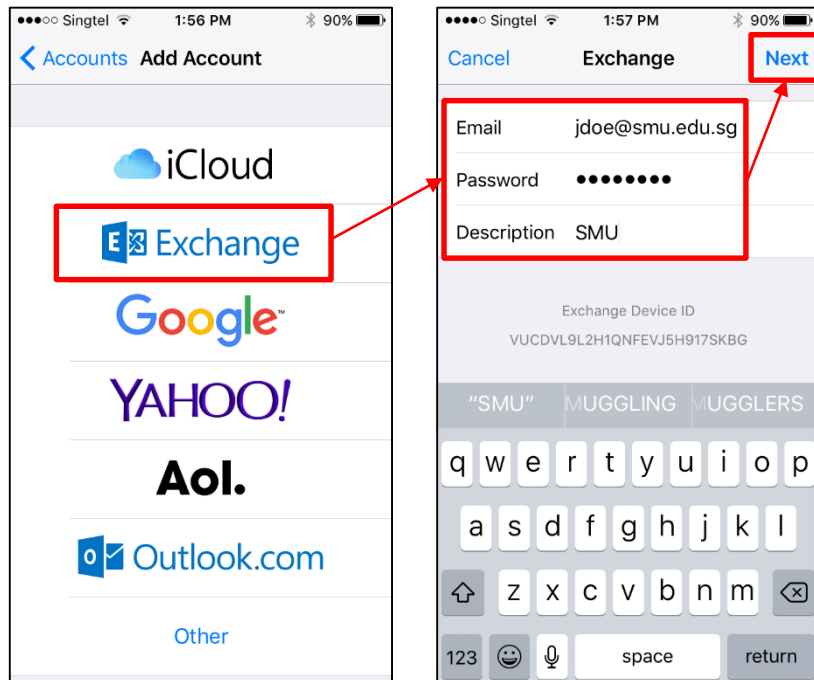 Singtel 1:56 PM 90%
Accounts Add Account
iCloud
E Exchange
Google™
YAHOO!
Aol.
o Outlook.com
Other
Singtel 1:57 PM 90%
Cancel Exchange Next
Email jdoe@smu.edu.sg
Password ●●●●●●●●
Description SMU
Exchange Device ID
VUCDVL9L2H1QNFEVJ5H917SKBG
“SMU” MUGGLING MUGGLERS
q w e r t y u i o p
a s d f g h j k l
z x c v b n m
123 space return